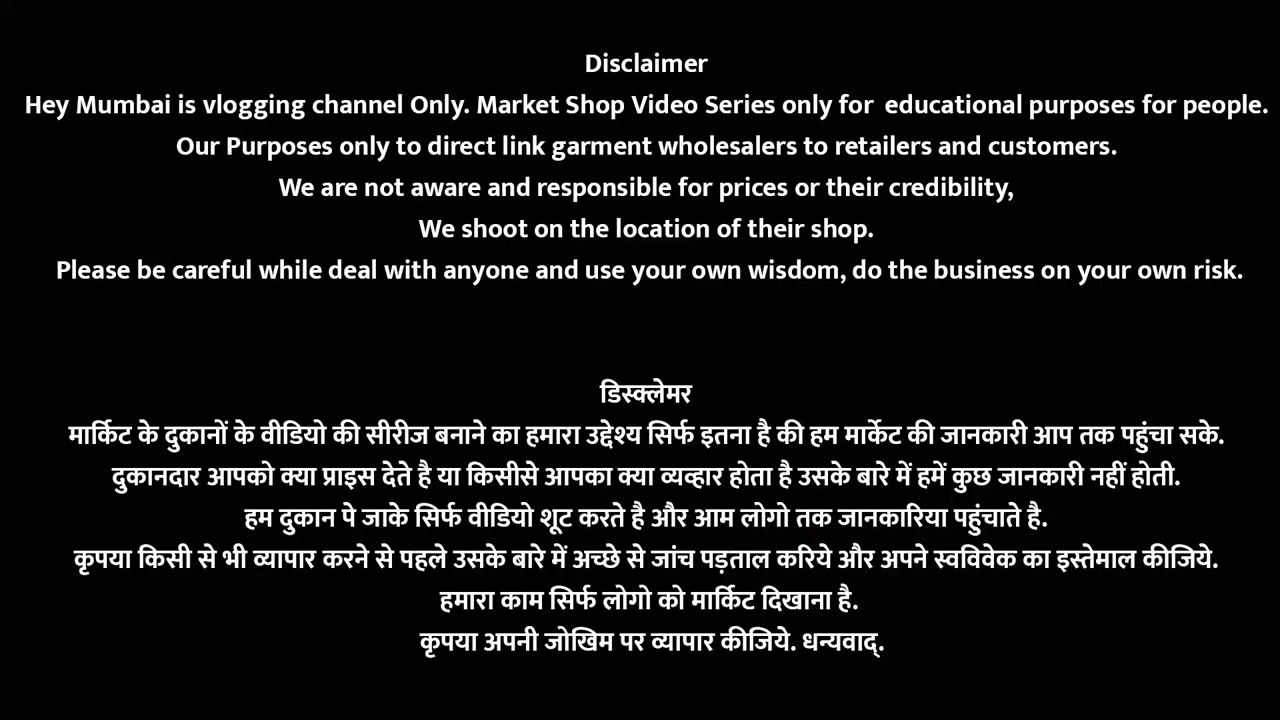 Disclaimer
Hey Mumbai is vlogging channel Only. Market Shop Video Series only for educational purposes for people.
Our Purposes only to direct link garment wholesalers to retailers and customers.
We are not aware and responsible for prices or their credibility,
We shoot on the location of their shop.
Please be careful while deal with anyone and use your own wisdom, do the business on your own risk.
डिस्क्लेमर
मार्किट के दुकानों के वीडियो की सीरीज बनाने का हमारा उद्देश्य सिर्फ इतना है की हम मार्केट की जानकारी आप तक पहुंचा सके.
दुकानदार आपको क्या प्राइस देते है या किसीसे आपका क्या व्यव्हार होता है उसके बारे में हमें कुछ जानकारी नहीं होती.
हम दुकान पे जाके सिर्फ वीडियो शूट करते है और आम लोगो तक जानकारिया पहुंचाते है.
कृपया किसी से भी व्यापार करने से पहले उसके बारे में अच्छे से जांच पड़ताल करिये और अपने स्वविवेक का इस्तेमाल कीजिये.
हमारा काम सिर्फ लोगो को मार्किट दिखाना है.
कृपया अपनी जोखिम पर व्यापार कीजिये. धन्यवाद्.